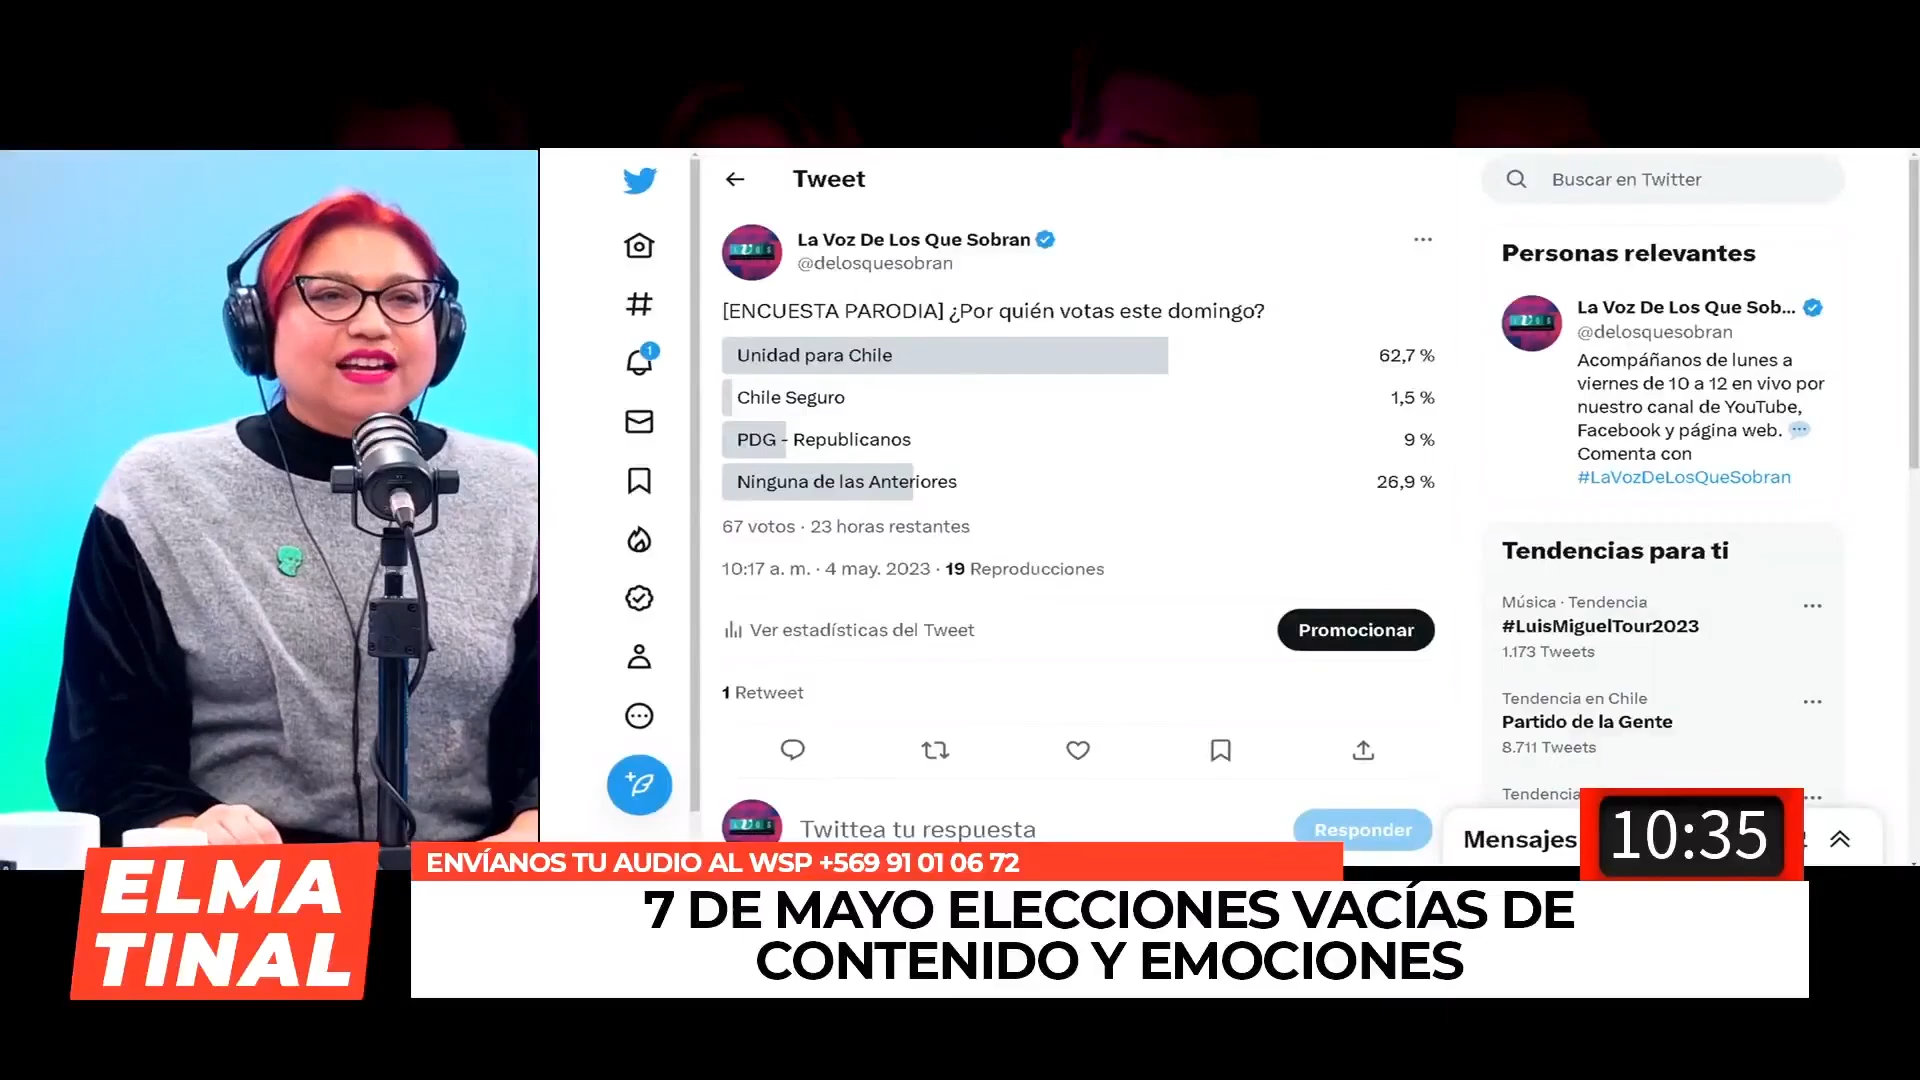 Tweet
La Voz De Los Que Sobran
@delosquesobran
[ENCUESTA PARODIA] ¿Por quién votas este domingo?
Unidad para Chile 62,7 %
Chile Seguro 1,5 %
PDG - Republicanos 9 %
Ninguna de las Anteriores 26,9 %
67 votos · 23 horas restantes
10:17 a. m. · 4 may. 2023 · 19 Reproducciones
Ver estadísticas del Tweet
Promocionar
1 Retweet
Twittea tu respuesta
Responder
1
Buscar en Twitter
Personas relevantes
La Voz De Los Que Sob...
@delosquesobran
Acompáñanos de lunes a
viernes de 10 a 12 en vivo por
nuestro canal de YouTube,
Facebook y página web. 💬
Comenta con
#LaVozDeLosQueSobran
Tendencias para ti
Música · Tendencia
#LuisMiguelTour2023
1.173 Tweets
Tendencia en Chile
Partido de la Gente
8.711 Tweets
Tendencia
Mensajes
10:35
ELMA
TINAL
ENVÍANOS TU AUDIO AL WSP +569 91 01 06 72
7 DE MAYO ELECCIONES VACÍAS DE
CONTENIDO Y EMOCIONES